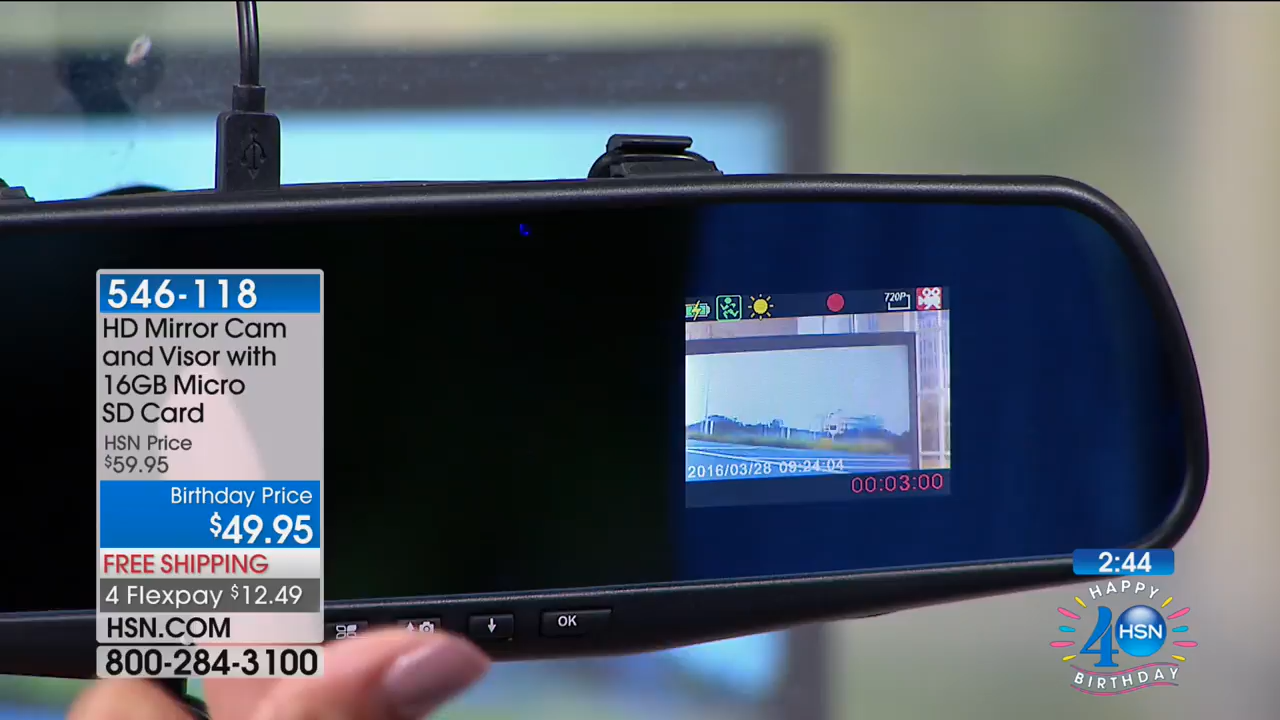 546-118
HD Mirror Cam
and Visor with
16GB Micro
SD Card
HSN Price
$59.95
Birthday Price
$49.95
FREE SHIPPING
4 Flexpay $12.49
HSN.COM
800-284-3100
720P
2016/03/28 09:24:04
00:03:00
OK
2:44
HAPPY
40 HSN
BIRTHDAY